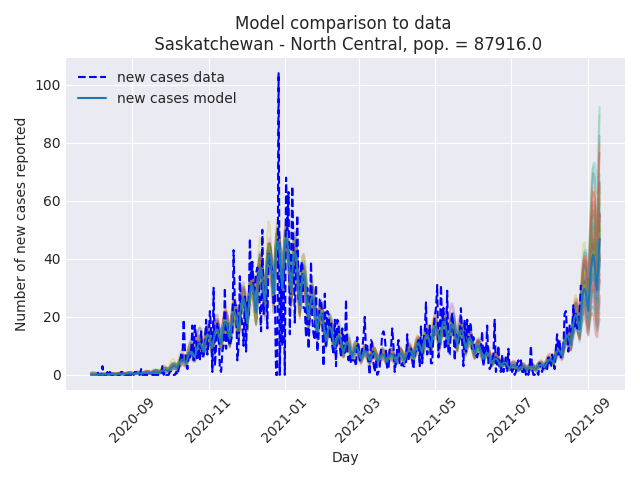 Model comparison to data
Saskatchewan - North Central, pop. = 87916.0
new cases data
new cases model
Number of new cases reported
100
80
60
40
20
0
2020-09
2020-11
2021-01
2021-03
2021-05
2021-07
2021-09
Day